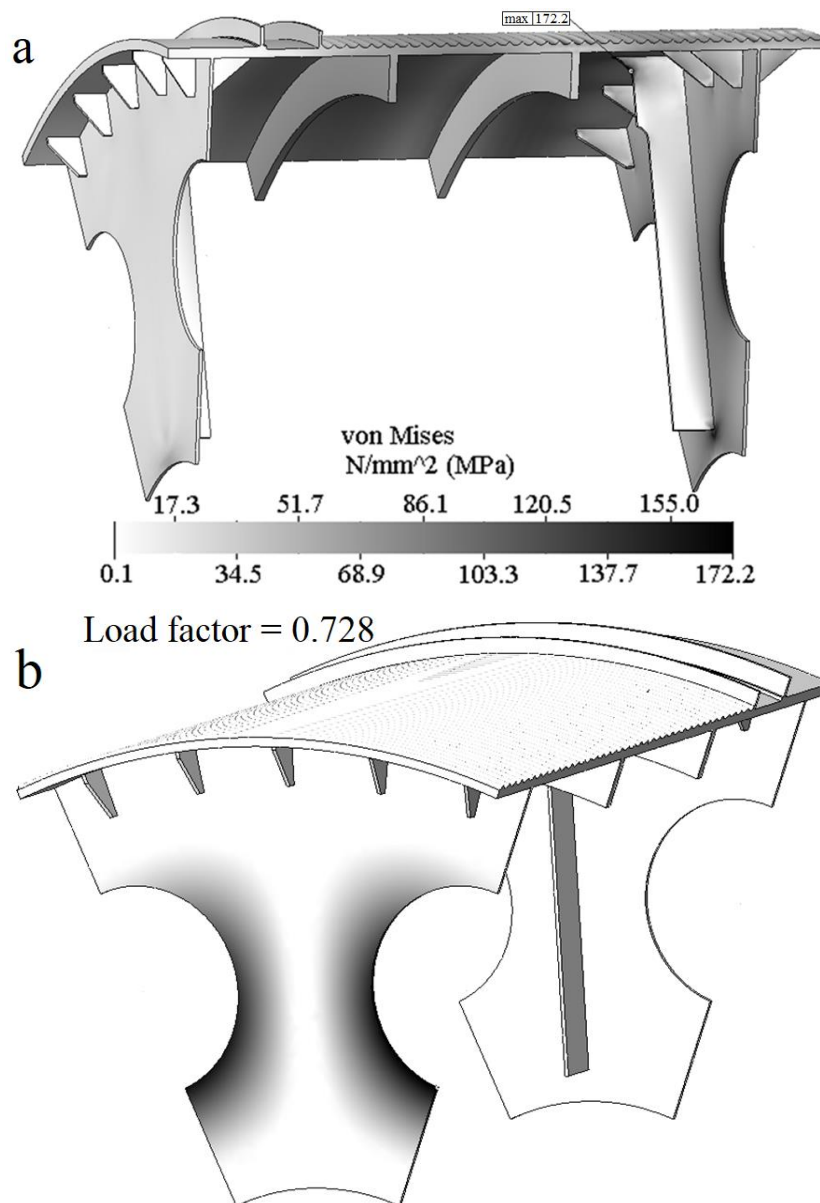 a
max 172.2
von Mises
N/mm^2 (MPa)
17.3 51.7 86.1 120.5 155.0
0.1 34.5 68.9 103.3 137.7 172.2
Load factor = 0.728
b